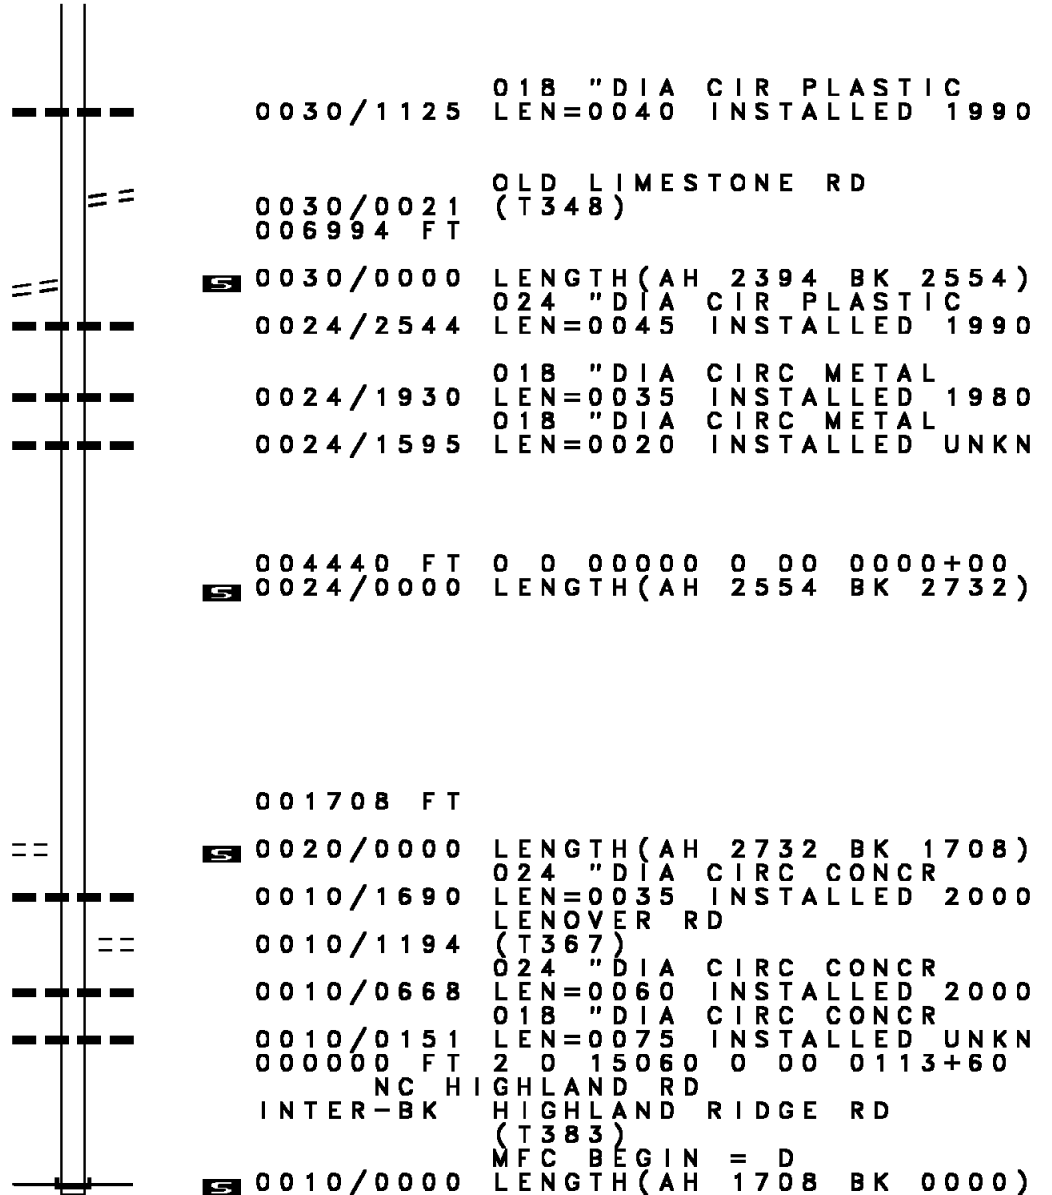 018 "DIA CIR PLASTIC
0030/1125 LEN=0040 INSTALLED 1990
OLD LIMESTONE RD
0030/0021 (T348)
006994 FT
S 0030/0000 LENGTH(AH 2394 BK 2554)
024 "DIA CIR PLASTIC
0024/2544 LEN=0045 INSTALLED 1990
018 "DIA CIRC METAL
0024/1930 LEN=0035 INSTALLED 1980
018 "DIA CIRC METAL
0024/1595 LEN=0020 INSTALLED UNKN
004440 FT 0 0 00000 0 00 0000+00
S 0024/0000 LENGTH(AH 2554 BK 2732)
001708 FT
S 0020/0000 LENGTH(AH 2732 BK 1708)
024 "DIA CIRC CONCR
0010/1690 LEN=0035 INSTALLED 2000
LENOVER RD
0010/1194 (T367)
024 "DIA CIRC CONCR
0010/0668 LEN=0060 INSTALLED 2000
018 "DIA CIRC CONCR
0010/0151 LEN=0075 INSTALLED UNKN
000000 FT 2 0 15060 0 00 0113+60
NC HIGHLAND RD
INTER-BK HIGHLAND RIDGE RD
(T383)
MFC BEGIN = D
S 0010/0000 LENGTH(AH 1708 BK 0000)